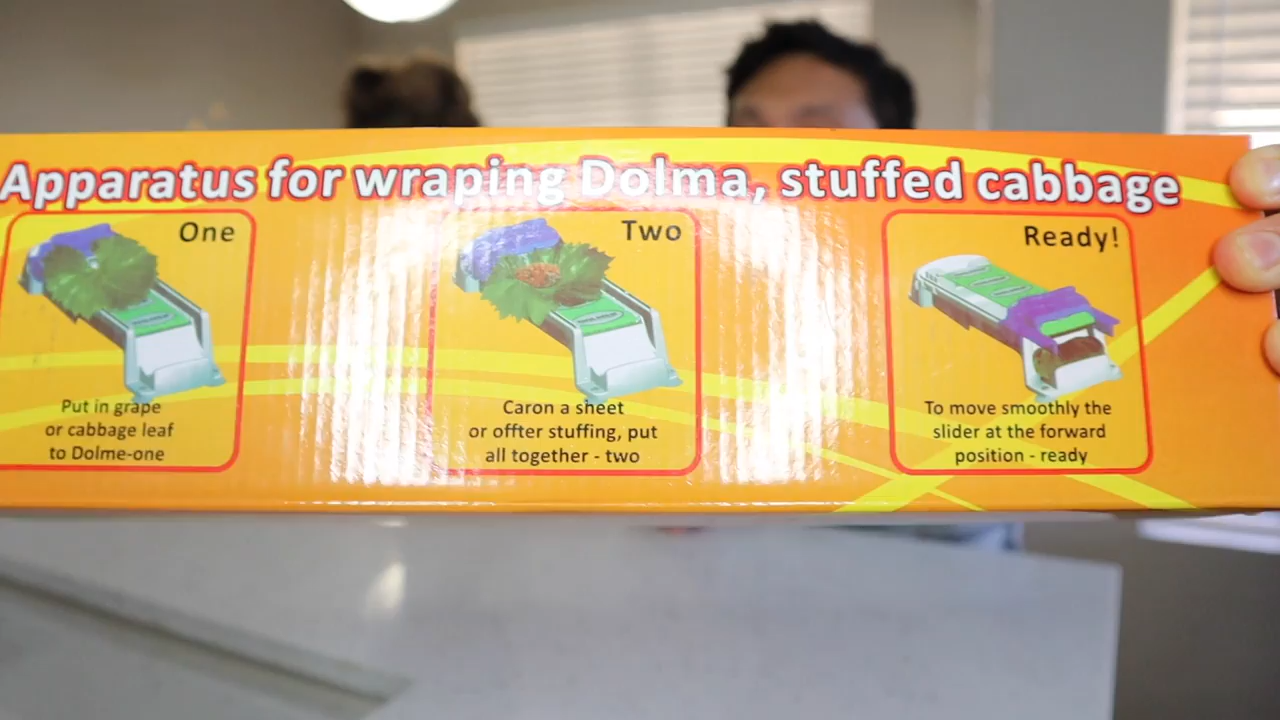 Apparatus for wraping Dolma, stuffed cabbage
One
Put in grape
or cabbage leaf
to Dolme-one
Two
Caron a sheet
or offter stuffing, put
all together - two
Ready!
To move smoothly the
slider at the forward
position - ready